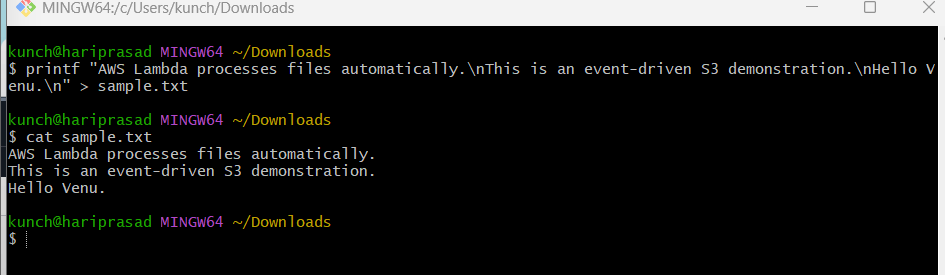 MINGW64:/c/Users/kunch/Downloads
kunch@hariprasad MINGW64 ~/Downloads
$ printf "AWS Lambda processes files automatically.\nThis is an event-driven S3 demonstration.\nHello V
enu.\n" > sample.txt
kunch@hariprasad MINGW64 ~/Downloads
$ cat sample.txt
AWS Lambda processes files automatically.
This is an event-driven S3 demonstration.
Hello Venu.
kunch@hariprasad MINGW64 ~/Downloads
$